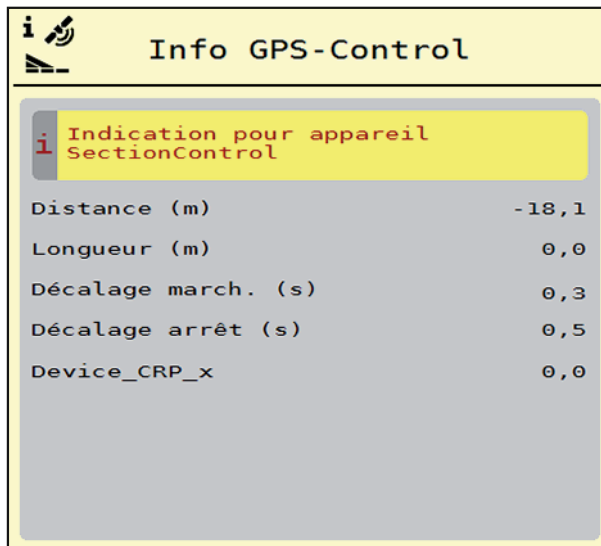 i
Info GPS-Control
i
Indication pour appareil
SectionControl
Distance (m) -18,1
Longueur (m) 0,0
Décalage march. (s) 0,3
Décalage arrêt (s) 0,5
Device_CRP_x 0,0